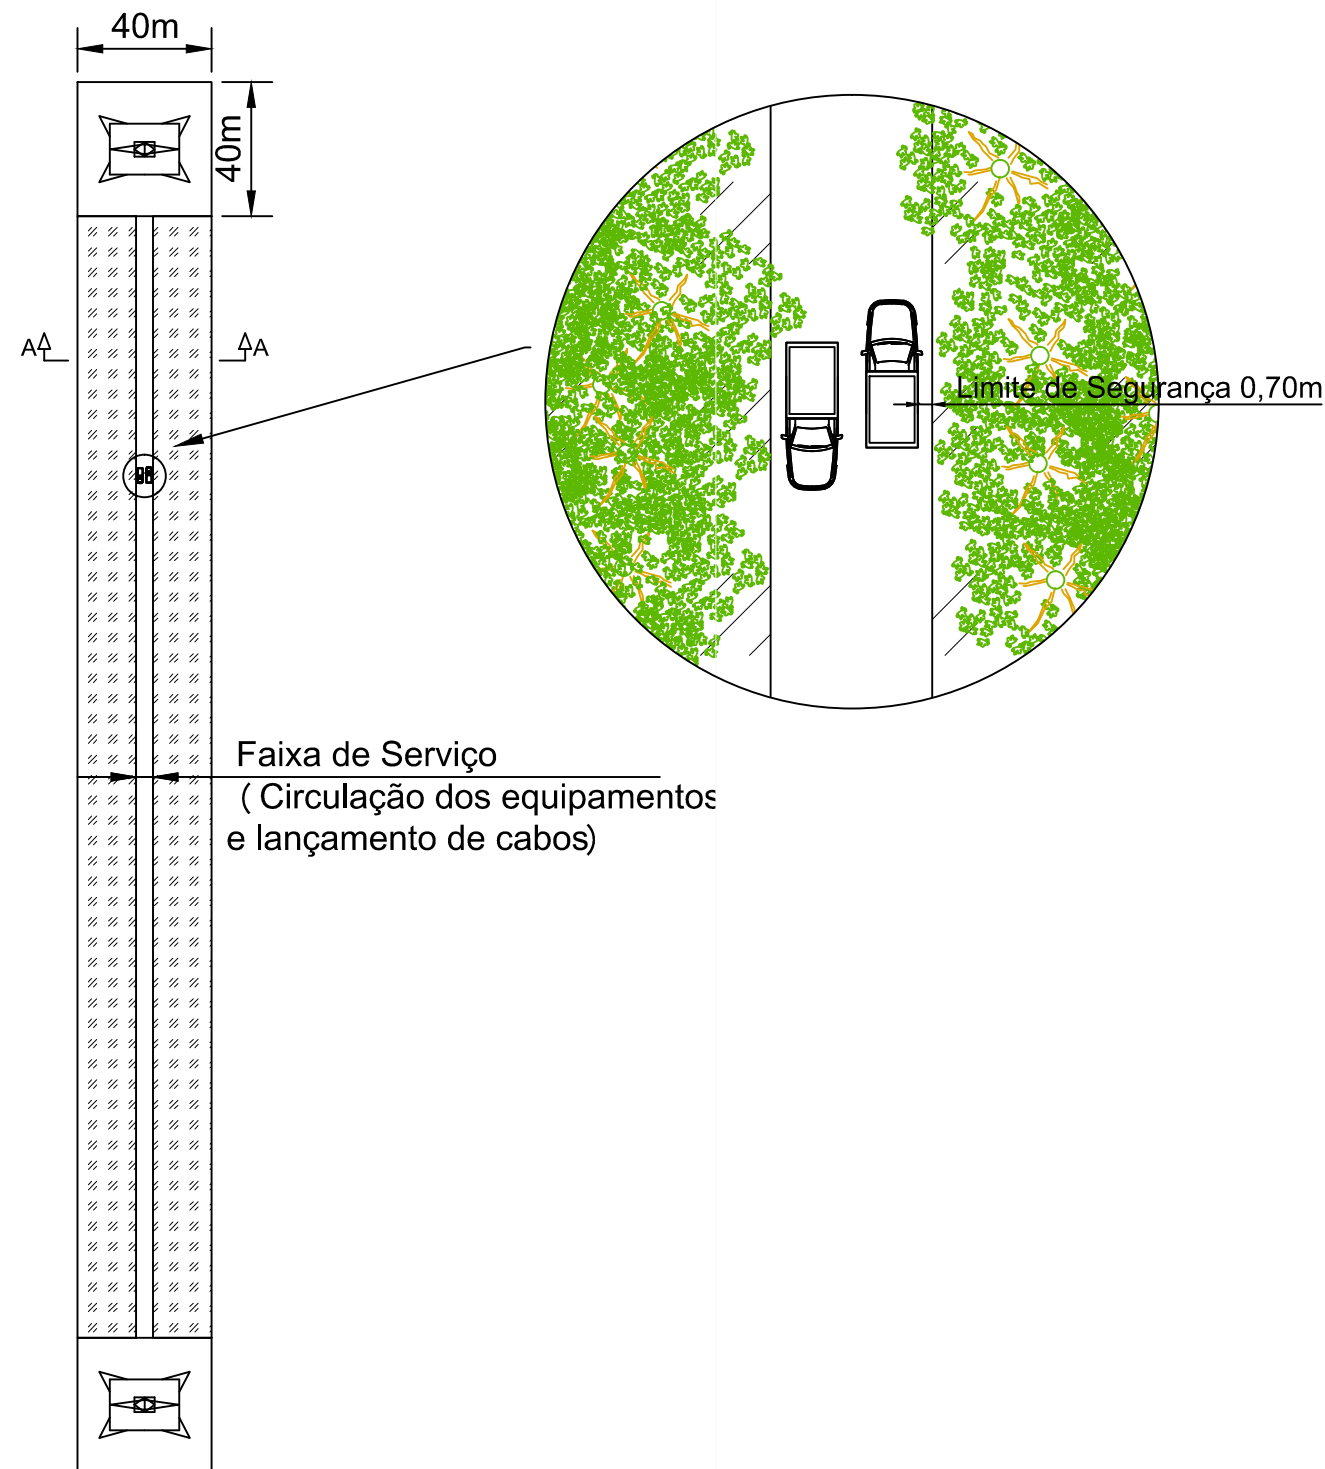 40m
40m
A
A
Limite de Segurança 0,70m
Faixa de Serviço
( Circulação dos equipamentos
e lançamento de cabos)